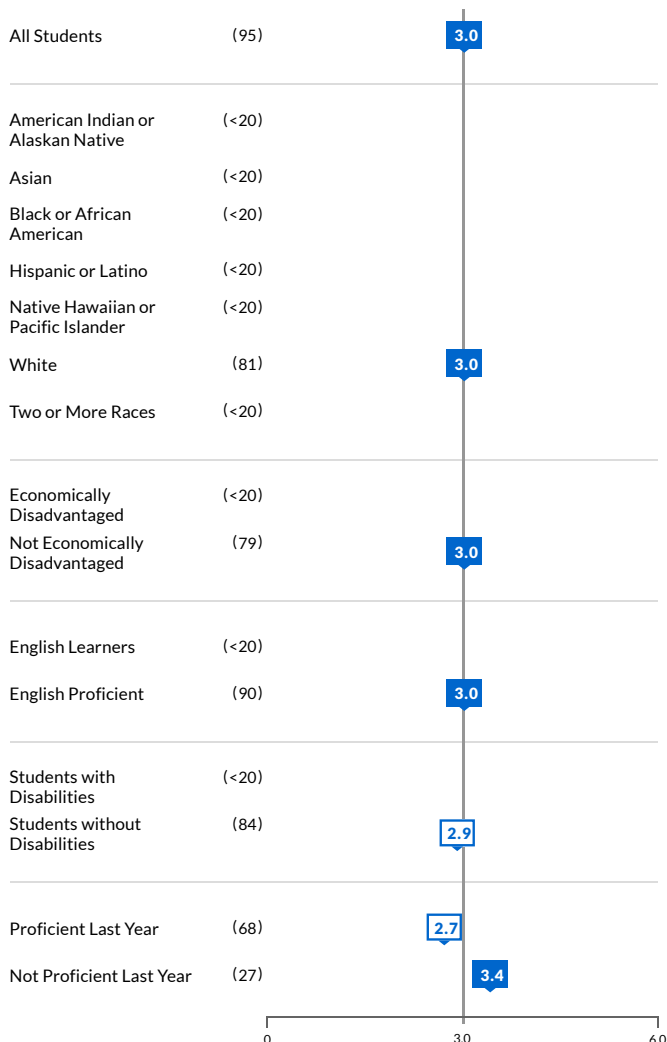 All Students (95) 3.0
American Indian or (<20)
Alaskan Native
Asian (<20)
Black or African (<20)
American
Hispanic or Latino (<20)
Native Hawaiian or (<20)
Pacific Islander
White (81) 3.0
Two or More Races (<20)
Economically (<20)
Disadvantaged
Not Economically (79) 3.0
Disadvantaged
English Learners (<20)
English Proficient (90) 3.0
Students with (<20)
Disabilities
Students without (84) 2.9
Disabilities
Proficient Last Year (68) 2.7
Not Proficient Last Year (27) 3.4
0 3.0 6.0